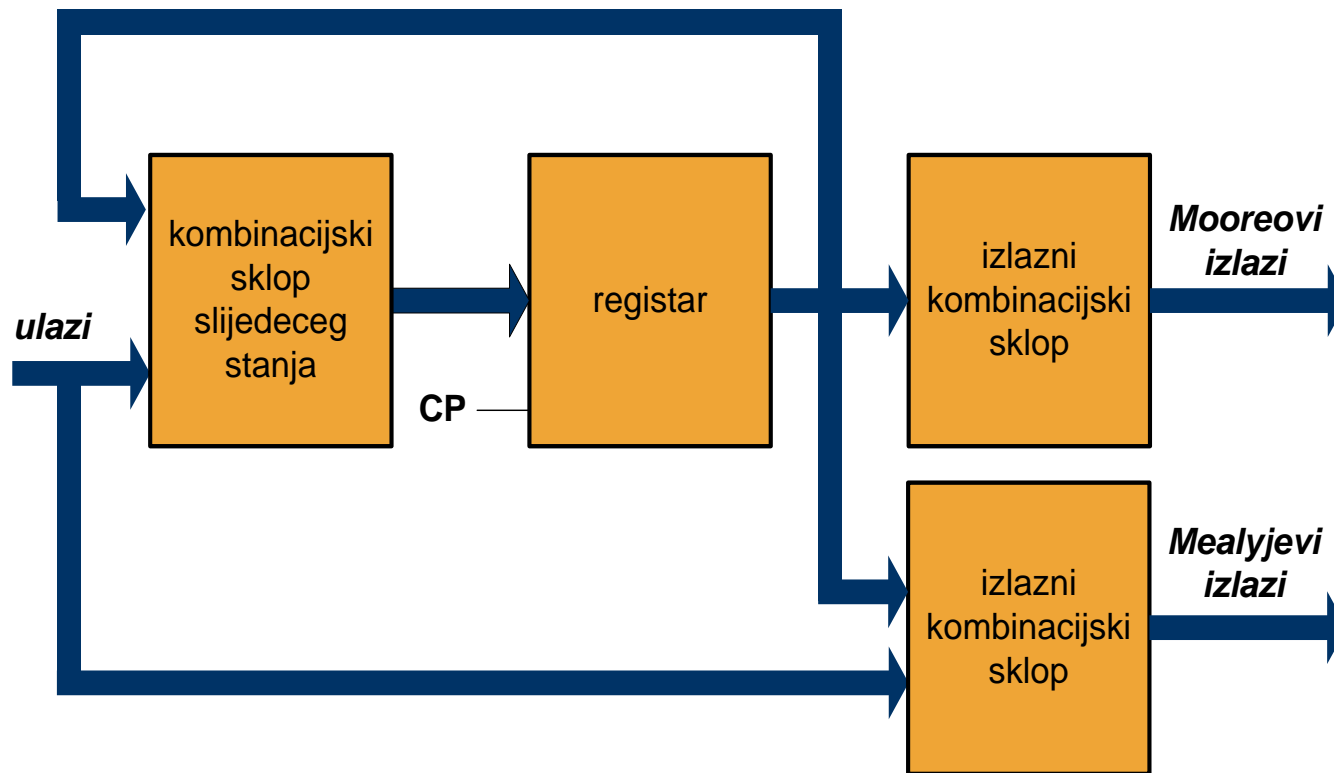 kombinacijski
sklop
slijedeceg
stanja
registar
izlazni
kombinacijski
sklop
Mooreovi
izlazi
ulazi
CP
izlazni
kombinacijski
sklop
Mealyjevi
izlazi